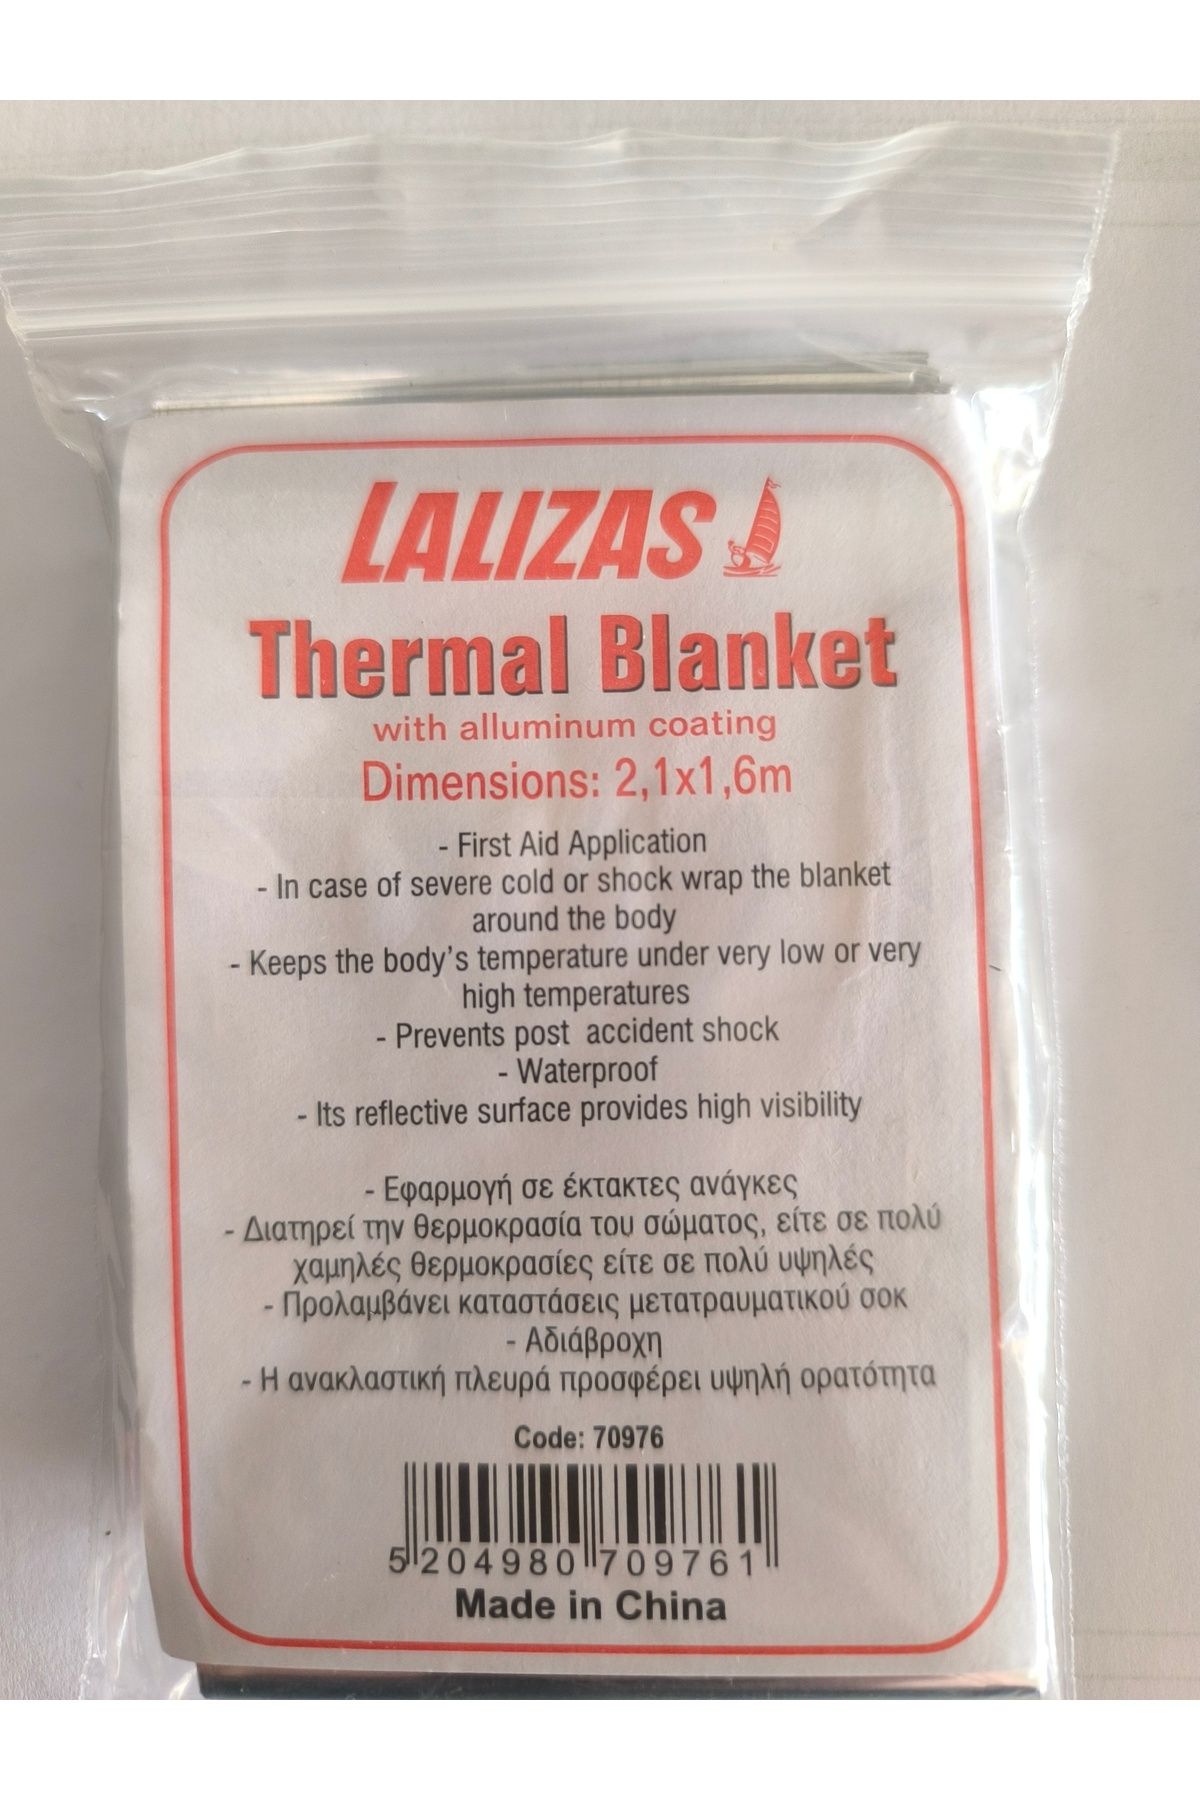 LALIZAS
Thermal Blanket
with alluminum coating
Dimensions: 2,1x1,6m
- First Aid Application
- In case of severe cold or shock wrap the blanket
around the body
- Keeps the body's temperature under very low or very
high temperatures
- Prevents post accident shock
- Waterproof
- Its reflective surface provides high visibility
- Εφαρμογή σε έκτακτες ανάγκες
- Διατηρεί την θερμοκρασία του σώματος, είτε σε πολύ
χαμηλές θερμοκρασίες είτε σε πολύ υψηλές
- Προλαμβάνει καταστάσεις μετατραυματικού σοκ
- Αδιάβροχη
- Η ανακλαστική πλευρά προσφέρει υψηλή ορατότητα
Code: 70976
5 204980 709761
Made in China